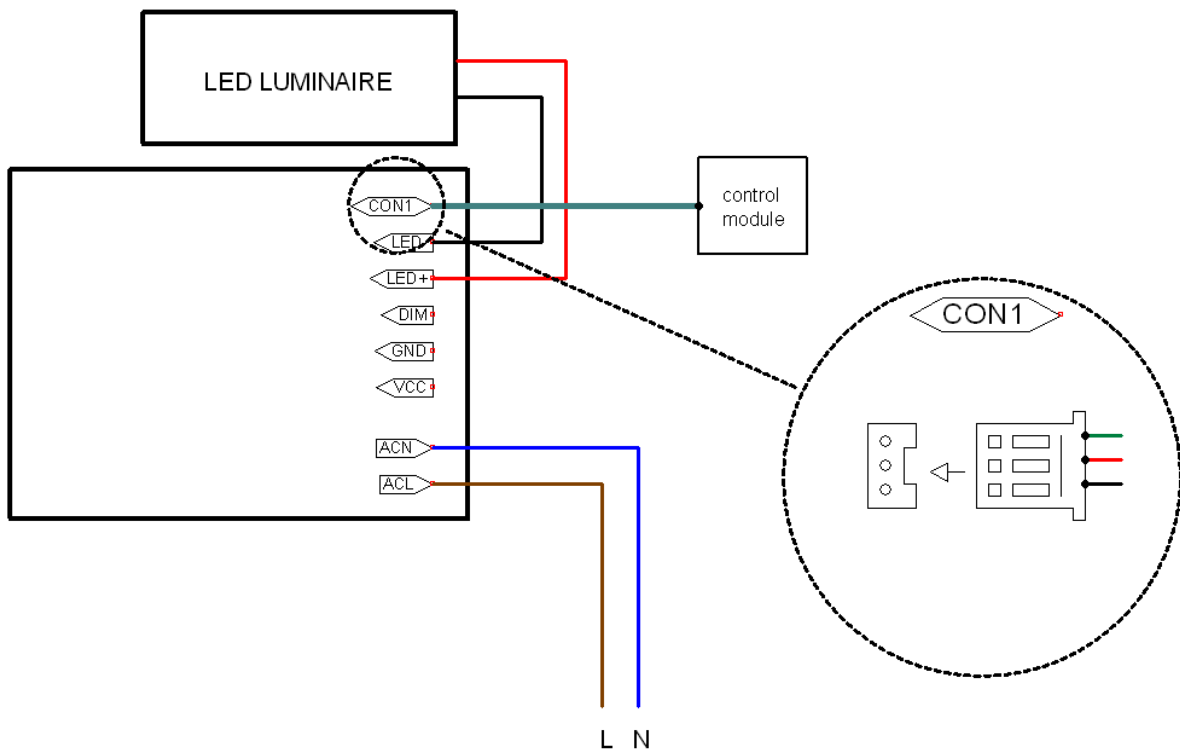 LED LUMINAIRE
CON1
control
module
LED-
LED+
DIM
GND
VCC
ACN
ACL
CON1
L N